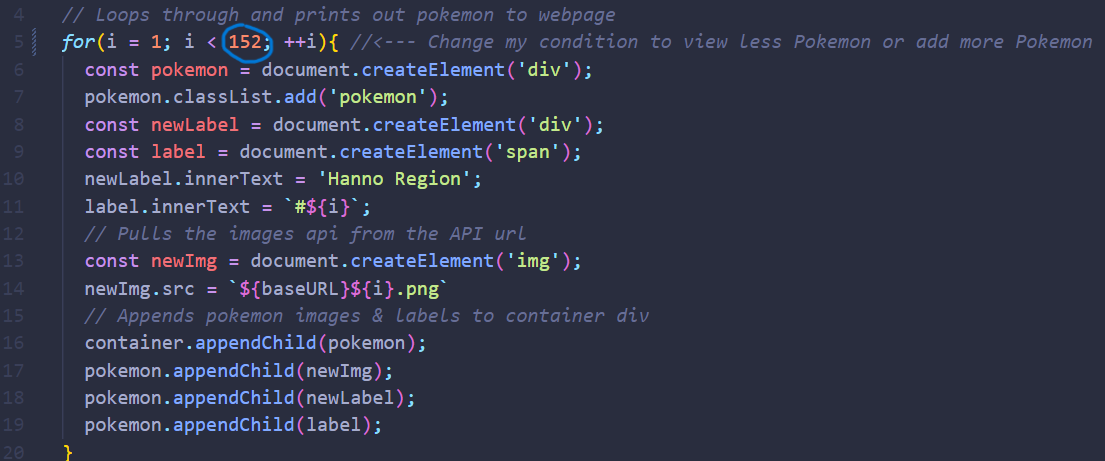 4 // Loops through and prints out pokemon to webpage
5 for(i = 1; i < 152; ++i){ //<--- Change my condition to view less Pokemon or add more Pokemon
6 const pokemon = document.createElement('div');
7 pokemon.classList.add('pokemon');
8 const newLabel = document.createElement('div');
9 const label = document.createElement('span');
10 newLabel.innerText = 'Hanno Region';
11 label.innerText = `#${i}`;
12 // Pulls the images api from the API url
13 const newImg = document.createElement('img');
14 newImg.src = `${baseURL}${i}.png`
15 // Appends pokemon images & labels to container div
16 container.appendChild(pokemon);
17 pokemon.appendChild(newImg);
18 pokemon.appendChild(newLabel);
19 pokemon.appendChild(label);
20 }